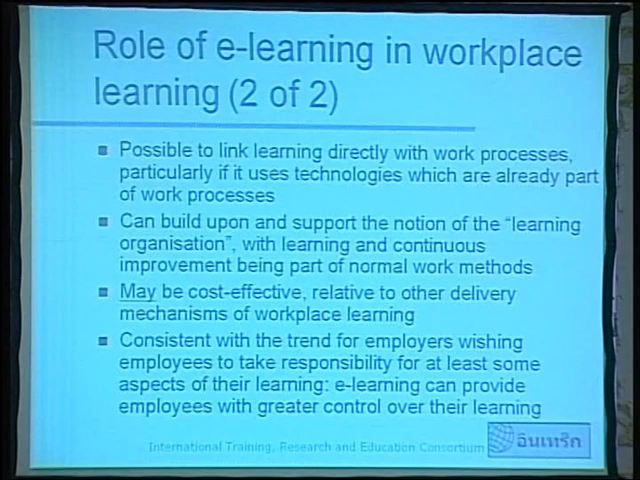 Role of e-learning in workplace
learning (2 of 2)
Possible to link learning directly with work processes,
particularly if it uses technologies which are already part
of work processes
Can build upon and support the notion of the “learning
organisation”, with learning and continuous
improvement being part of normal work methods
May be cost-effective, relative to other delivery
mechanisms of workplace learning
Consistent with the trend for employers wishing
employees to take responsibility for at least some
aspects of their learning: e-learning can provide
employees with greater control over their learning
International Training, Research and Education Consortium
อินเทร็ค